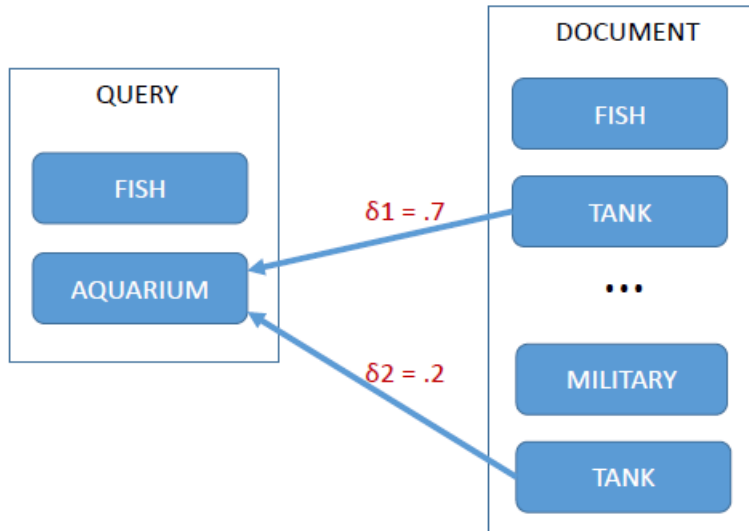 QUERY
FISH
AQUARIUM
δ1 = .7
δ2 = .2
DOCUMENT
FISH
TANK
...
MILITARY
TANK